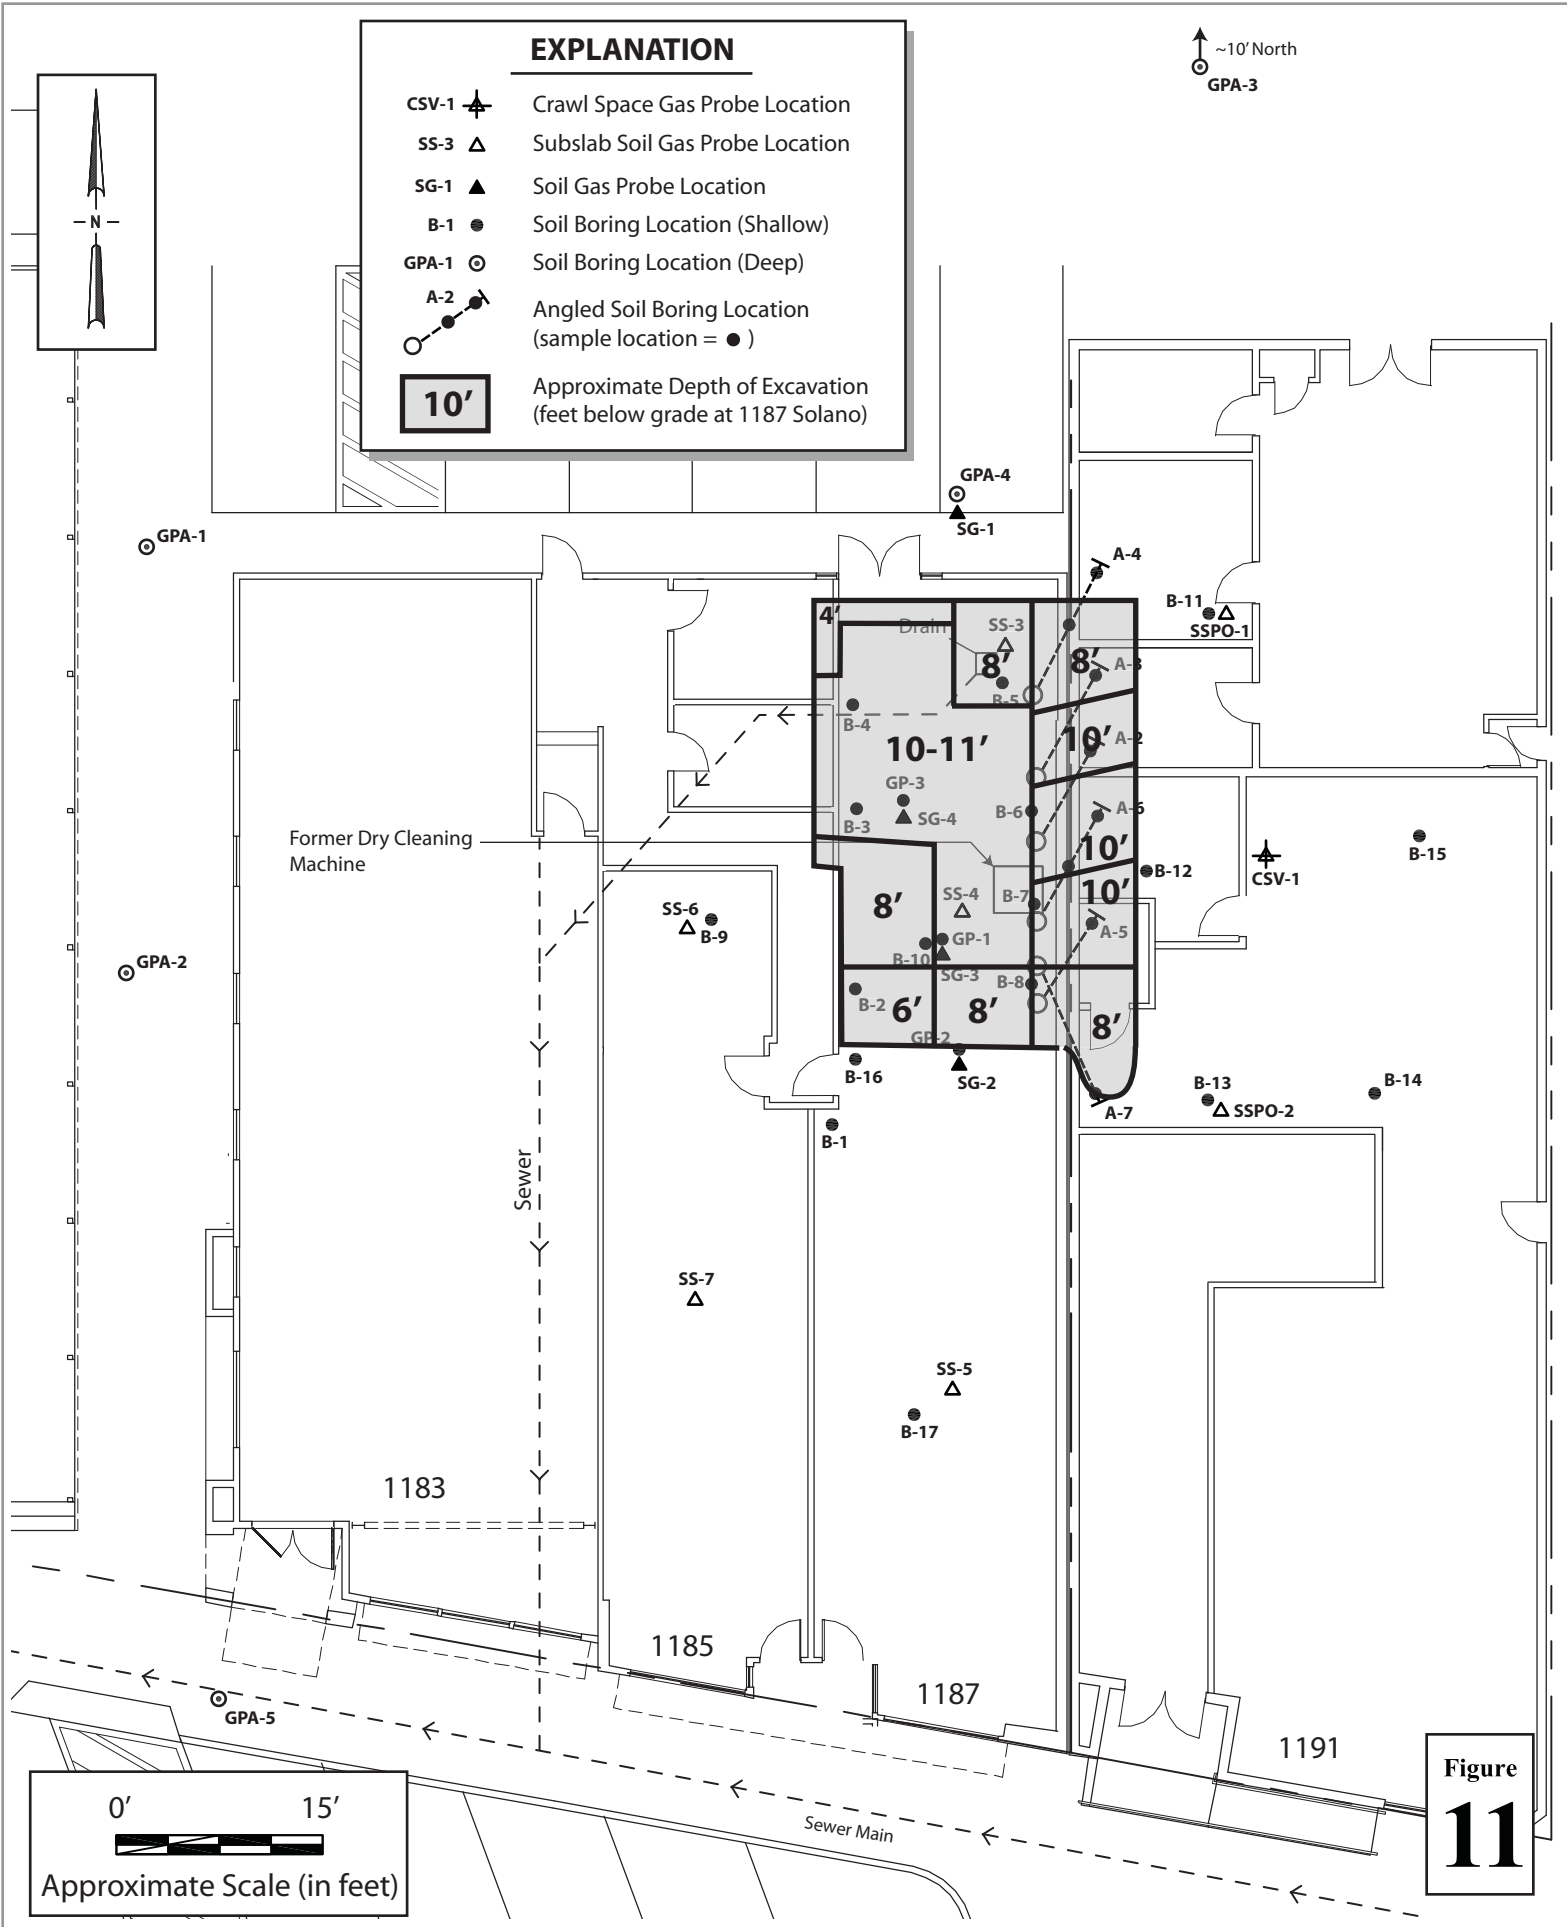 EXPLANATION
CSV-1 Crawl Space Gas Probe Location
SS-3 Subslab Soil Gas Probe Location
SG-1 Soil Gas Probe Location
B-1 Soil Boring Location (Shallow)
GPA-1 Soil Boring Location (Deep)
A-2 Angled Soil Boring Location
(sample location = ● )
10’ Approximate Depth of Excavation
(feet below grade at 1187 Solano)
N
~10’ North
GPA-3
GPA-4
SG-1
GPA-1
A-4
B-11
SSPO-1
4’
Drain
SS-3
8’
8’
A-3
B-5
B-4
10-11’
10’
A-2
GP-3
SG-4
B-3
B-6
A-6
10’
Former Dry Cleaning
Machine
B-12
CSV-1
B-15
10’
8’
SS-4
B-7
SS-6
B-9
A-5
GP-1
B-10
SG-3
GPA-2
B-8
B-2
6’
8’
8’
GP-2
B-16
SG-2
A-7
B-13
SSPO-2
B-14
B-1
Sewer
SS-7
SS-5
B-17
1183
1185
1187
1191
GPA-5
Sewer Main
0’ 15’
Approximate Scale (in feet)
Figure
11